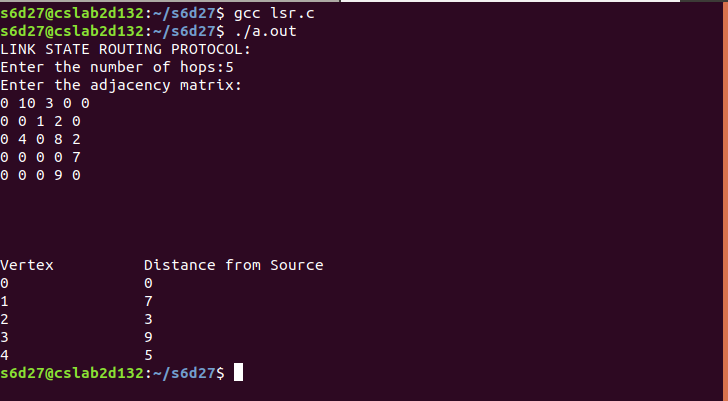 s6d27@cslab2d132:~/s6d27$ gcc lsr.c
s6d27@cslab2d132:~/s6d27$ ./a.out
LINK STATE ROUTING PROTOCOL:
Enter the number of hops:5
Enter the adjacency matrix:
0 10 3 0 0
0 0 1 2 0
0 4 0 8 2
0 0 0 0 7
0 0 0 9 0
Vertex Distance from Source
0 0
1 7
2 3
3 9
4 5
s6d27@cslab2d132:~/s6d27$